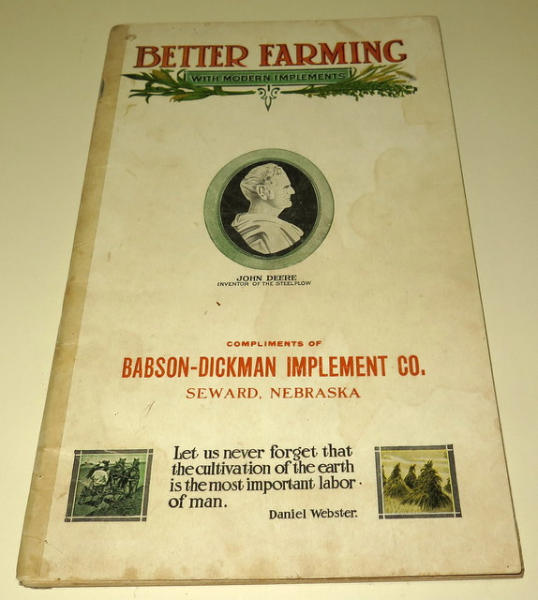 BETTER FARMING
WITH MODERN IMPLEMENTS
JOHN DEERE
INVENTOR OF THE STEEL PLOW
COMPLIMENTS OF
BABSON-DICKMAN IMPLEMENT CO.
SEWARD, NEBRASKA
Let us never forget that
the cultivation of the earth
is the most important labor
of man.
Daniel Webster.